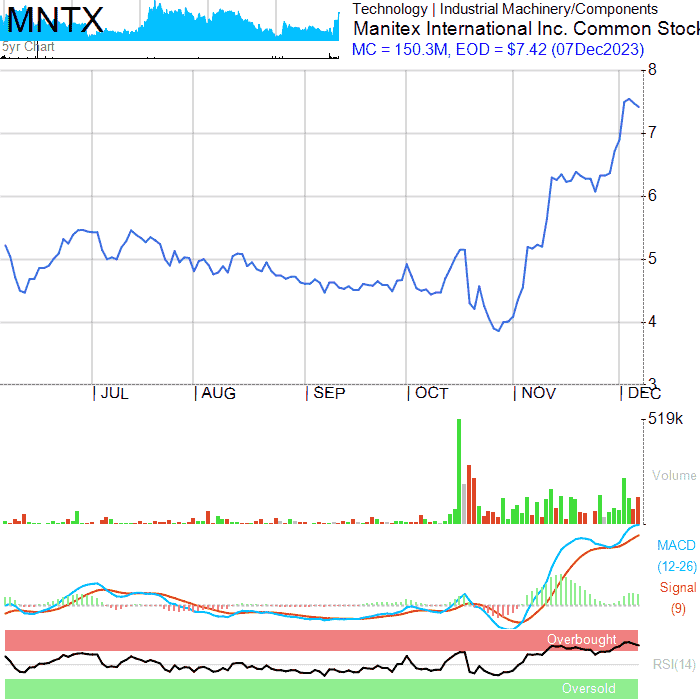 MNTX
5yr Chart
Technology | Industrial Machinery/Components
Manitex International Inc. Common Stock
MC = 150.3M, EOD = $7.42 (07Dec2023)
8
7
6
5
4
3
JUL AUG SEP OCT NOV DEC
519k
Volume
MACD
(12-26)
Signal
(9)
Overbought
RSI(14)
Oversold